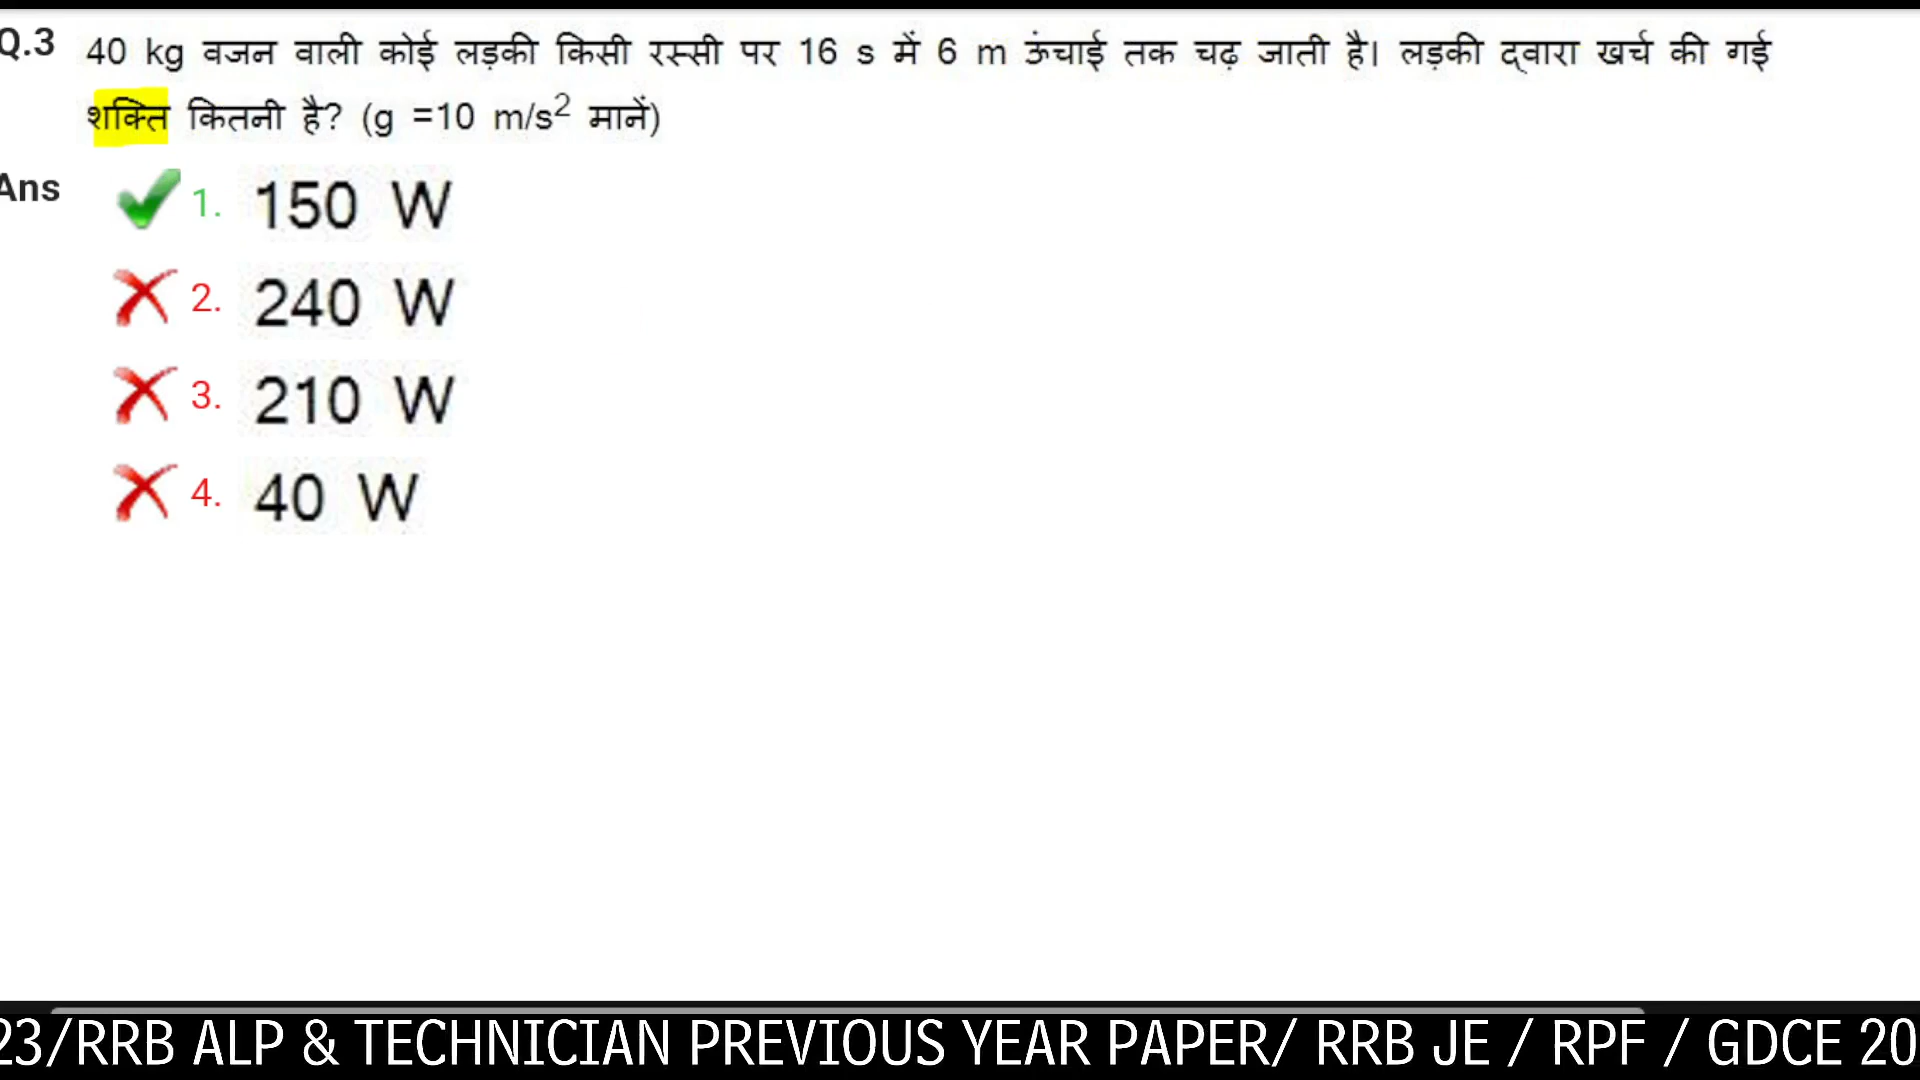 Q.3 40 kg वजन वाली कोई लड़की किसी रस्सी पर 16 s में 6 m ऊंचाई तक चढ़ जाती है। लड़की द्वारा खर्च की गई
शक्ति कितनी है? (g =10 m/s² मानें)
Ans 1. 150 W
2. 240 W
3. 210 W
4. 40 W
23/RRB ALP & TECHNICIAN PREVIOUS YEAR PAPER/ RRB JE / RPF / GDCE 20